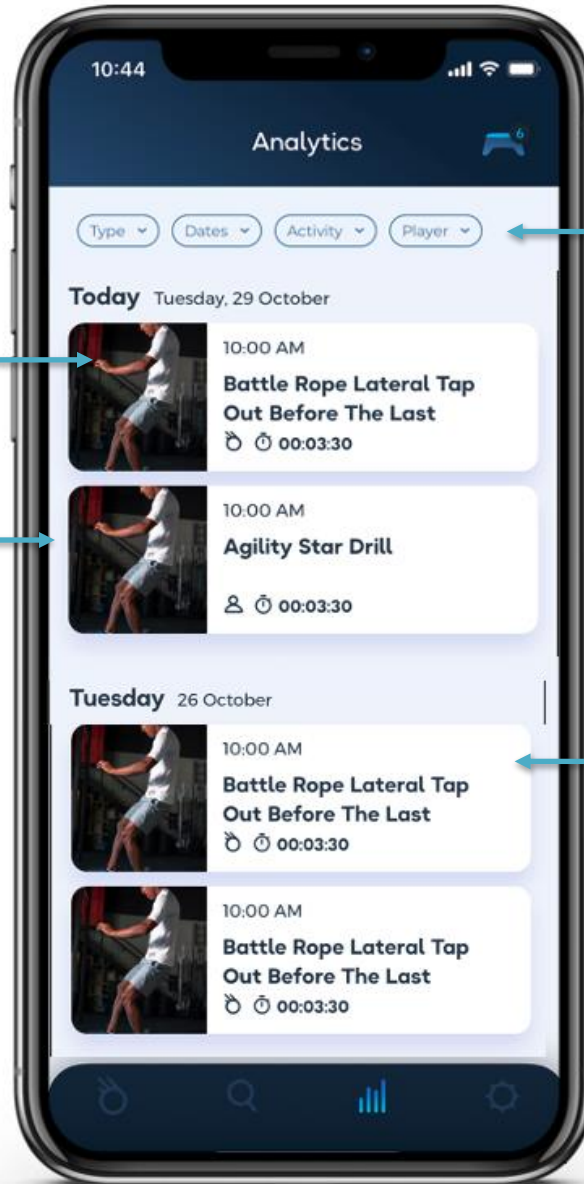 10:44
Analytics
6
Type Dates Activity Player
Today Tuesday, 29 October
10:00 AM
Battle Rope Lateral Tap
Out Before The Last
00:03:30
10:00 AM
Agility Star Drill
00:03:30
Tuesday 26 October
10:00 AM
Battle Rope Lateral Tap
Out Before The Last
00:03:30
10:00 AM
Battle Rope Lateral Tap
Out Before The Last
00:03:30